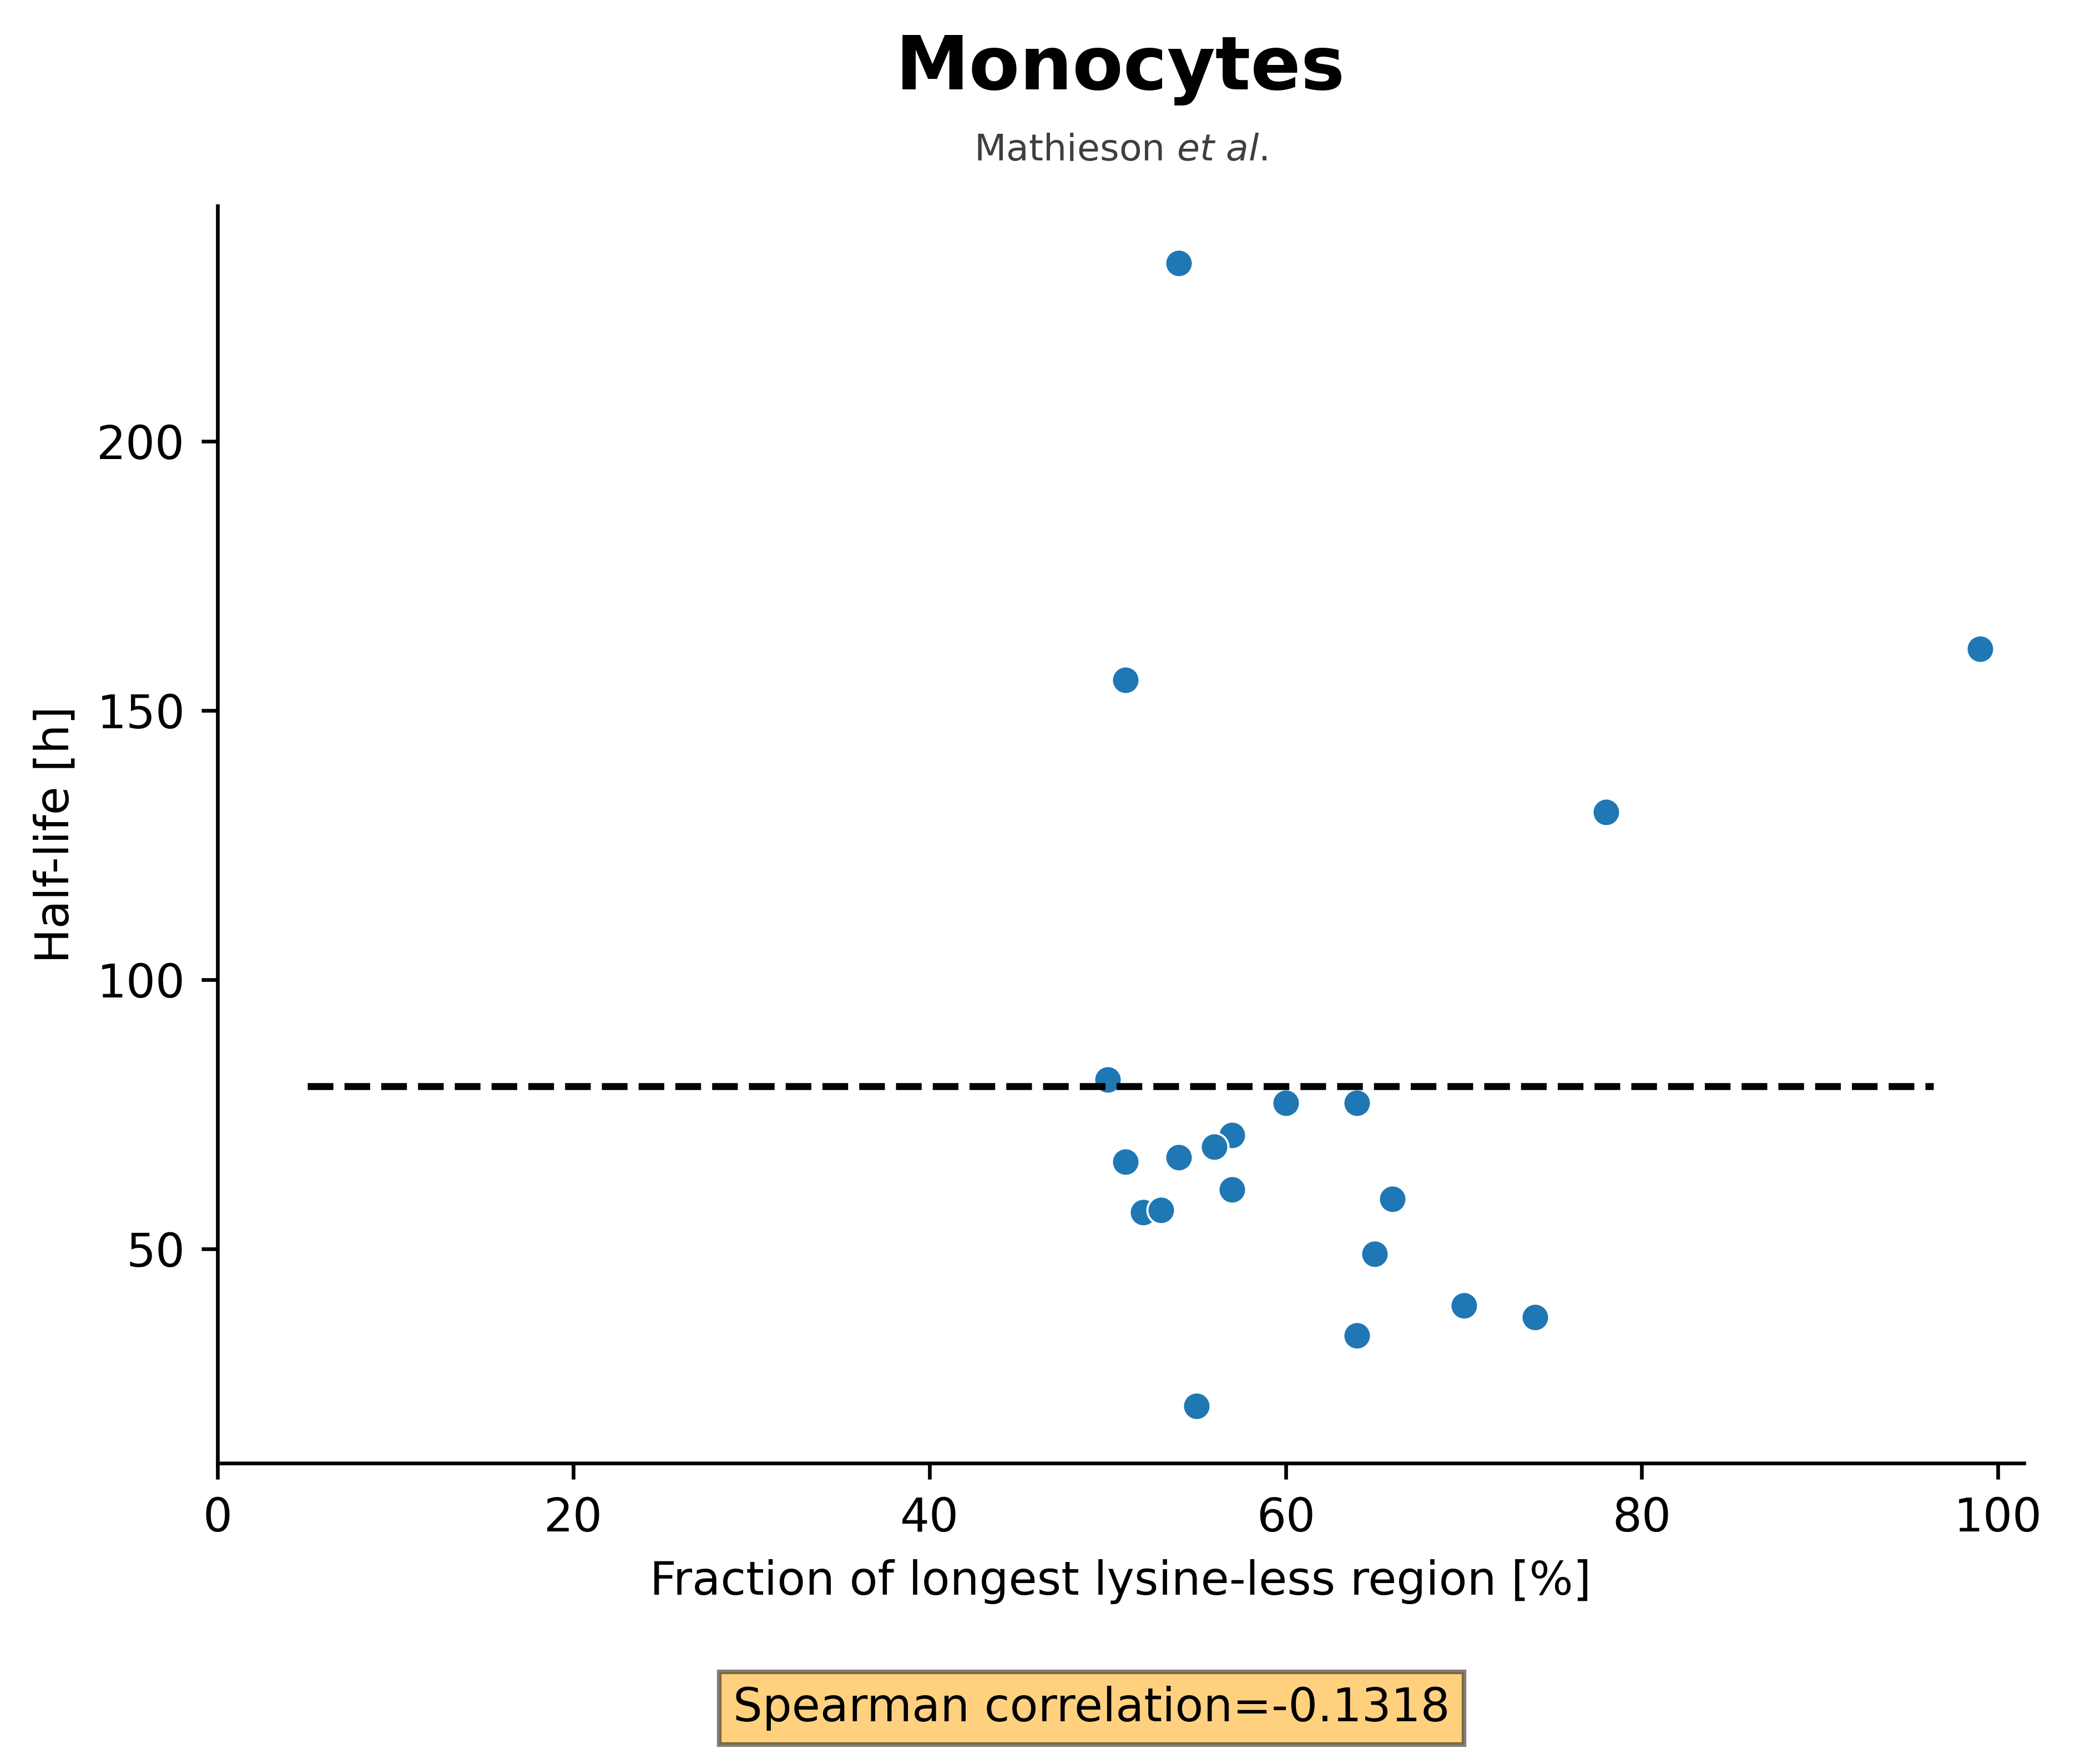 Monocytes
Mathieson et al.
200
150
100
50
Half-life [h]
0 20 40 60 80 100
Fraction of longest lysine-less region [%]
Spearman correlation=-0.1318